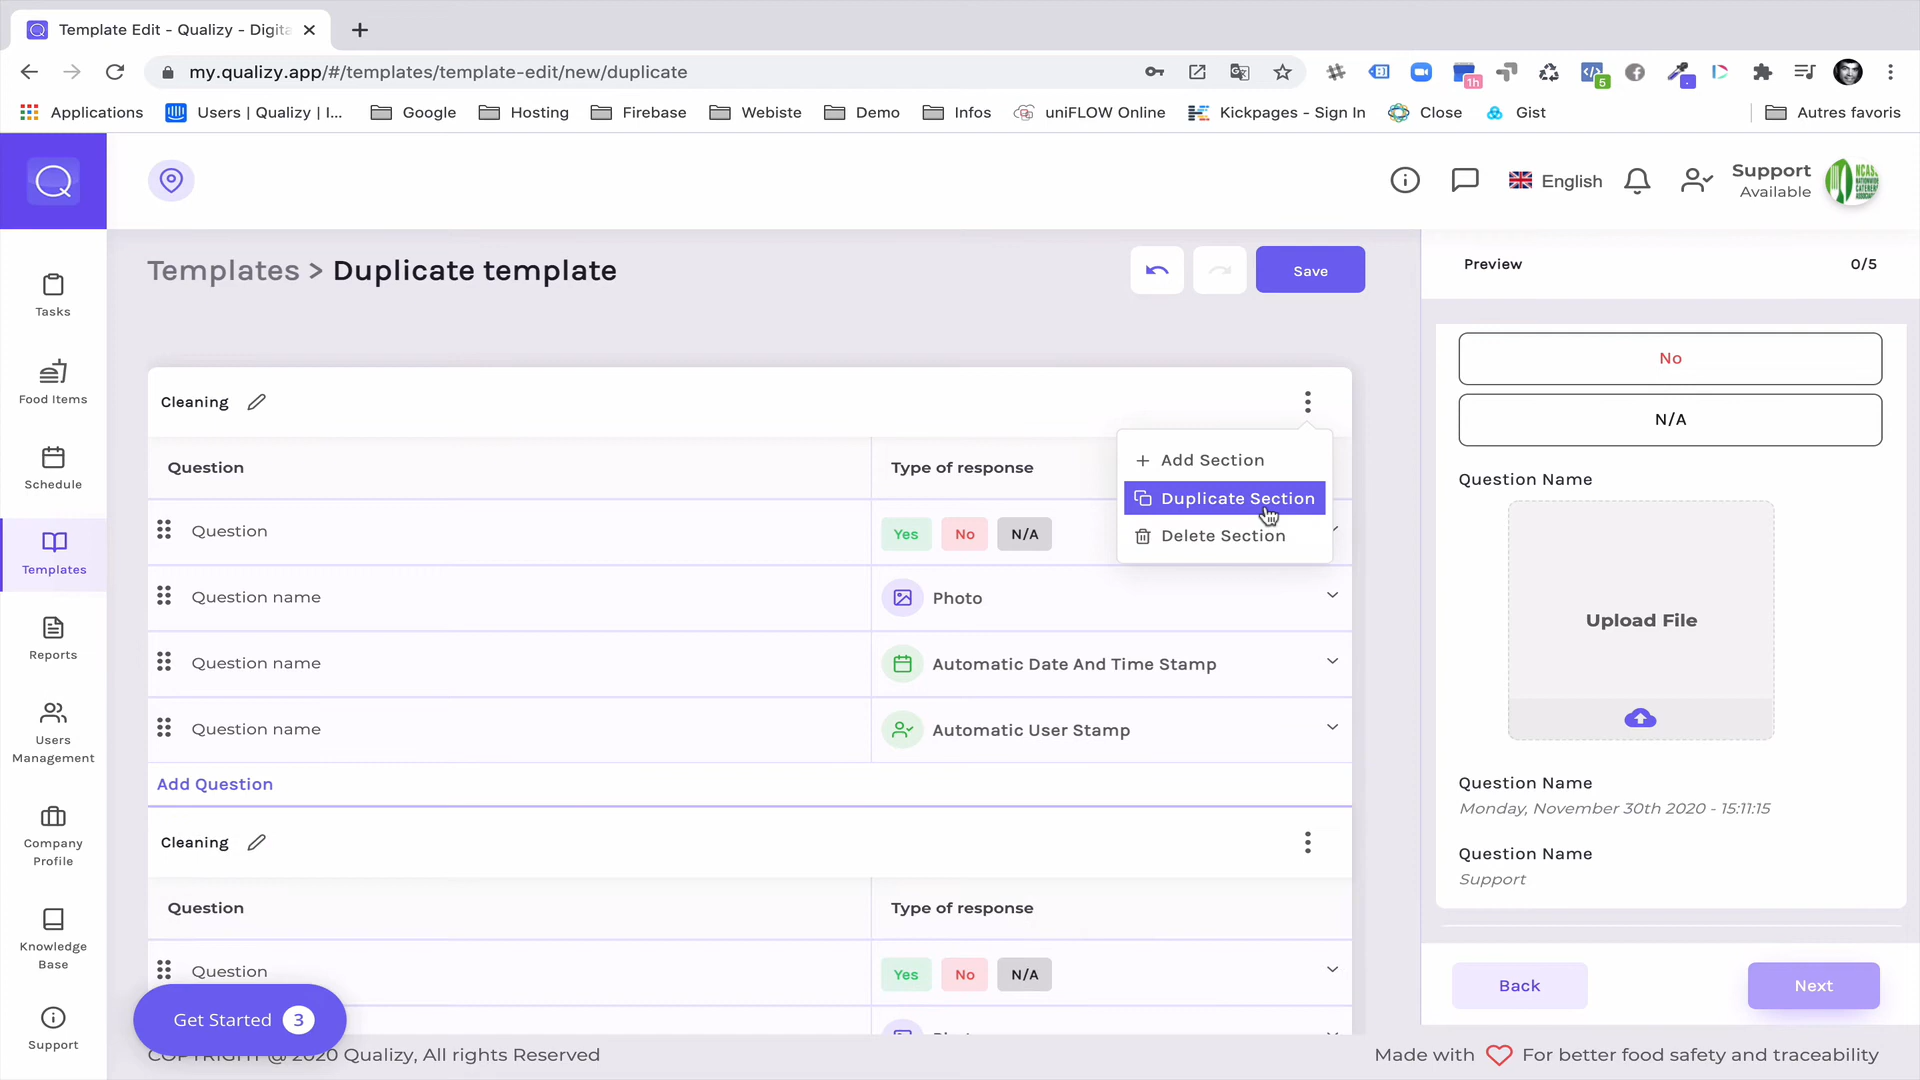 Template Edit - Qualizy - Digita
my.qualizy.app/#/templates/template-edit/new/duplicate
1h
5
Applications
Users | Qualizy | I...
Google
Hosting
Firebase
Webiste
Demo
Infos
uniFLOW Online
Kickpages - Sign In
Close
Gist
Autres favoris
English
Support
Available
NCASS
Tasks
Food Items
Schedule
Templates
Reports
Users
Management
Company
Profile
Knowledge
Base
Support
Templates > Duplicate template
Save
Cleaning
Add Section
Duplicate Section
Delete Section
Question
Type of response
Question
Yes
No
N/A
Question name
Photo
Question name
Automatic Date And Time Stamp
Question name
Automatic User Stamp
Add Question
Cleaning
Question
Type of response
Question
Yes
No
N/A
Get Started 3
COPYRIGHT @ 2020 Qualizy, All rights Reserved
Made with
For better food safety and traceability
Preview
0/5
No
N/A
Question Name
Upload File
Question Name
Monday, November 30th 2020 - 15:11:15
Question Name
Support
Back
Next